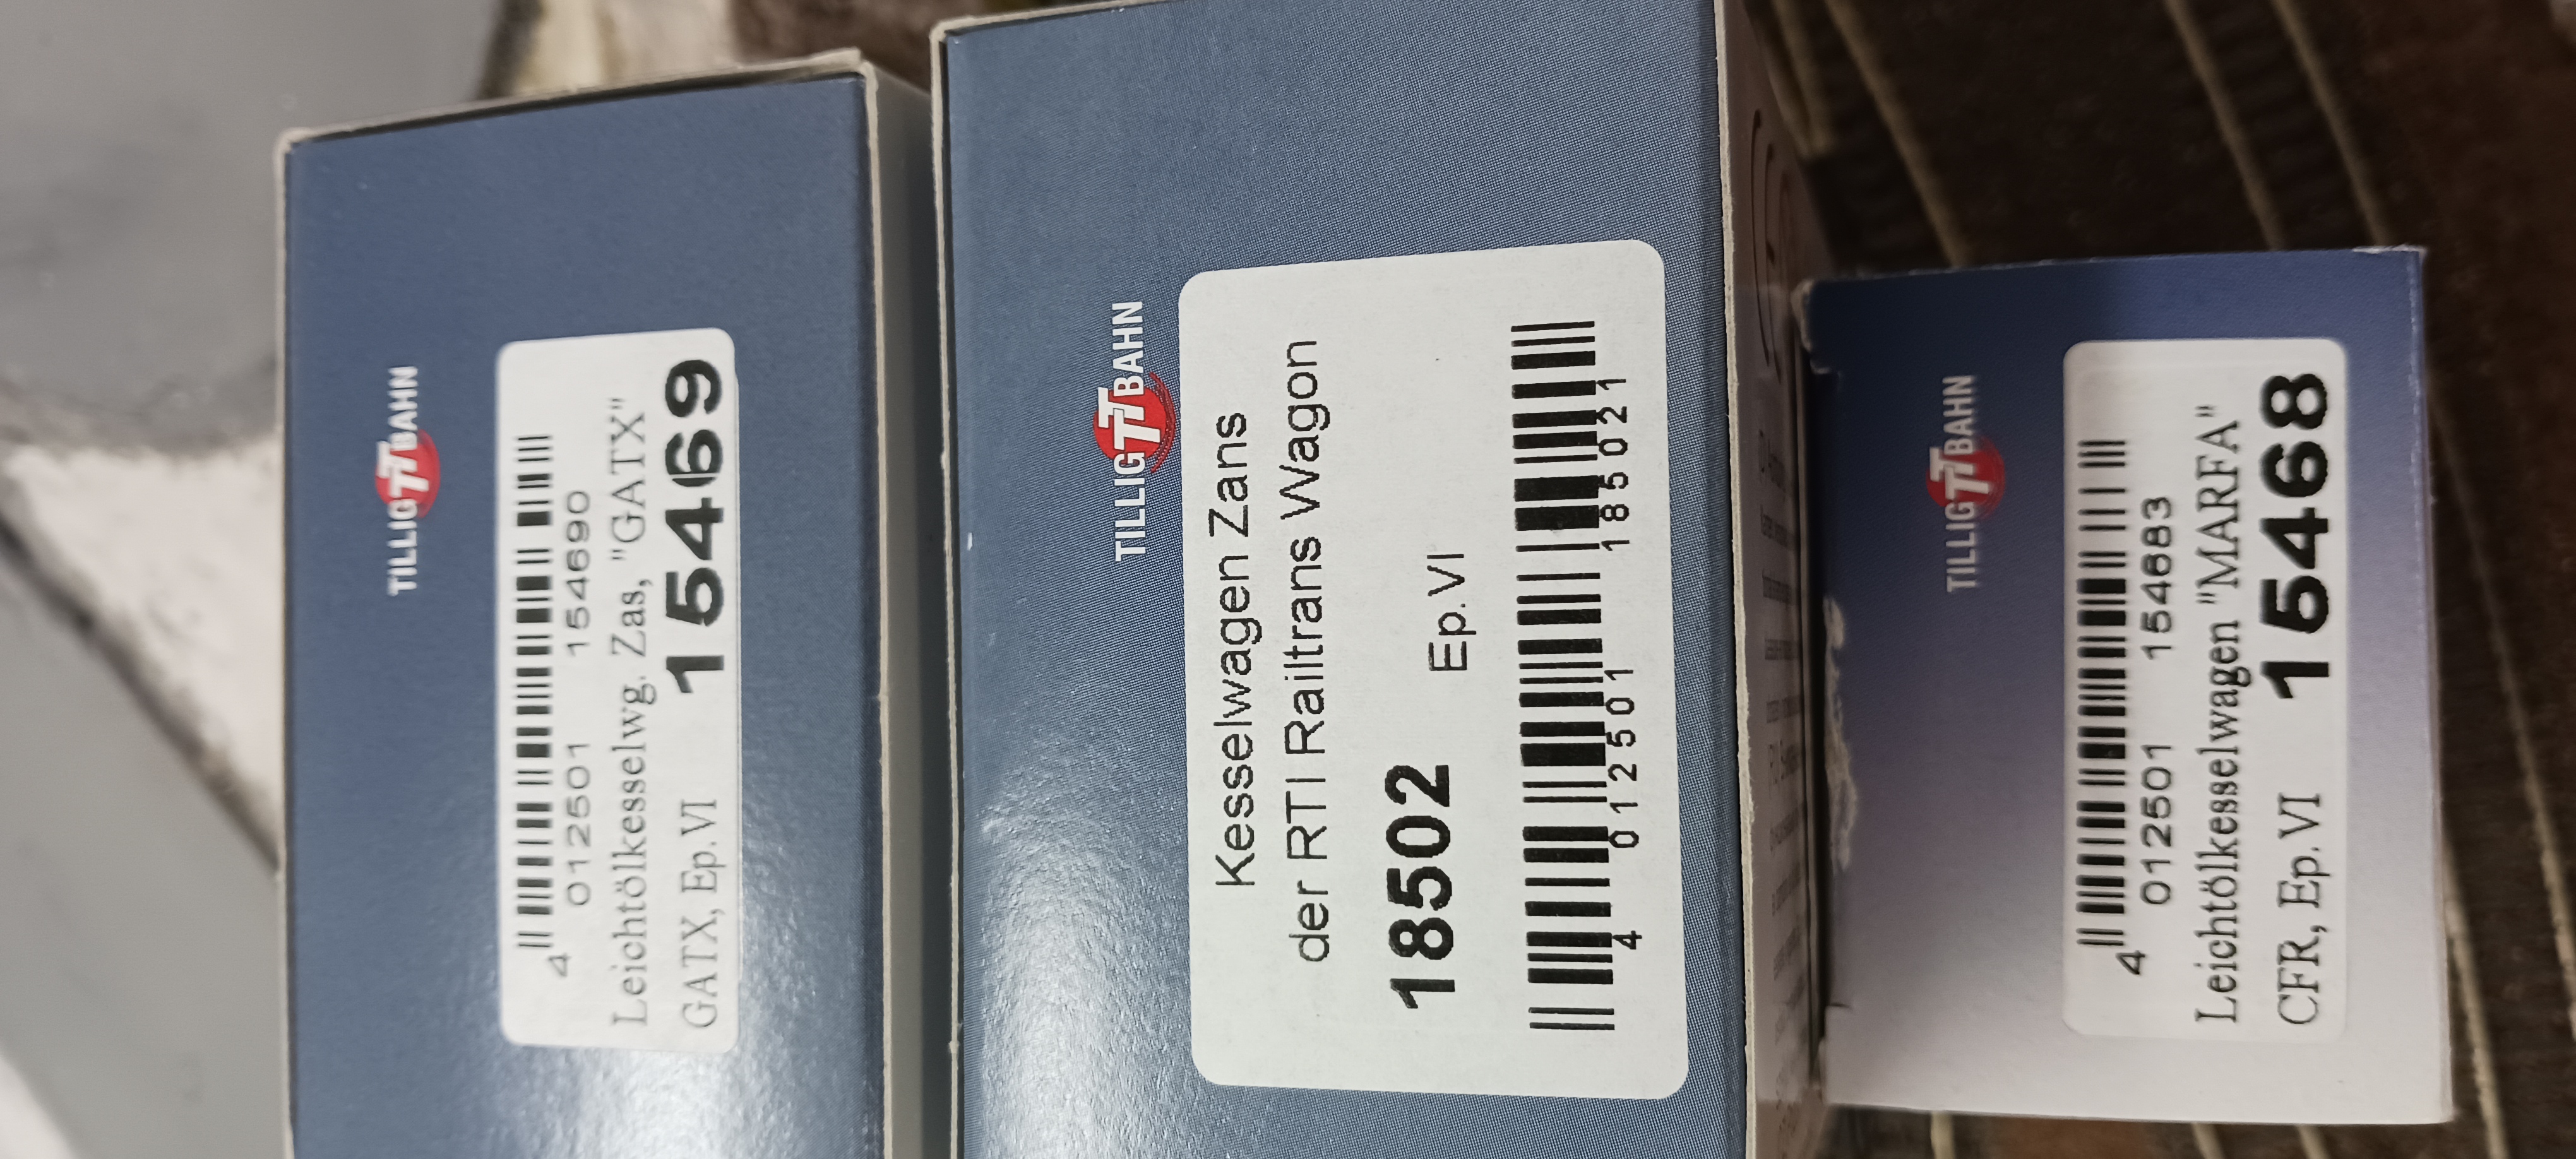 TILLIG TT BAHN
4 012501 154690
Leichtölkesselwg. Zas, "GATX"
GATX, Ep.VI 15469
TILLIG TT BAHN
Kesselwagen Zans
der RTI Railtrans Wagon
18502 Ep.VI
4 012501 185021
TILLIG TT BAHN
4 012501 154683
Leichtölkesselwagen "MARFA"
CFR, Ep.VI 15468